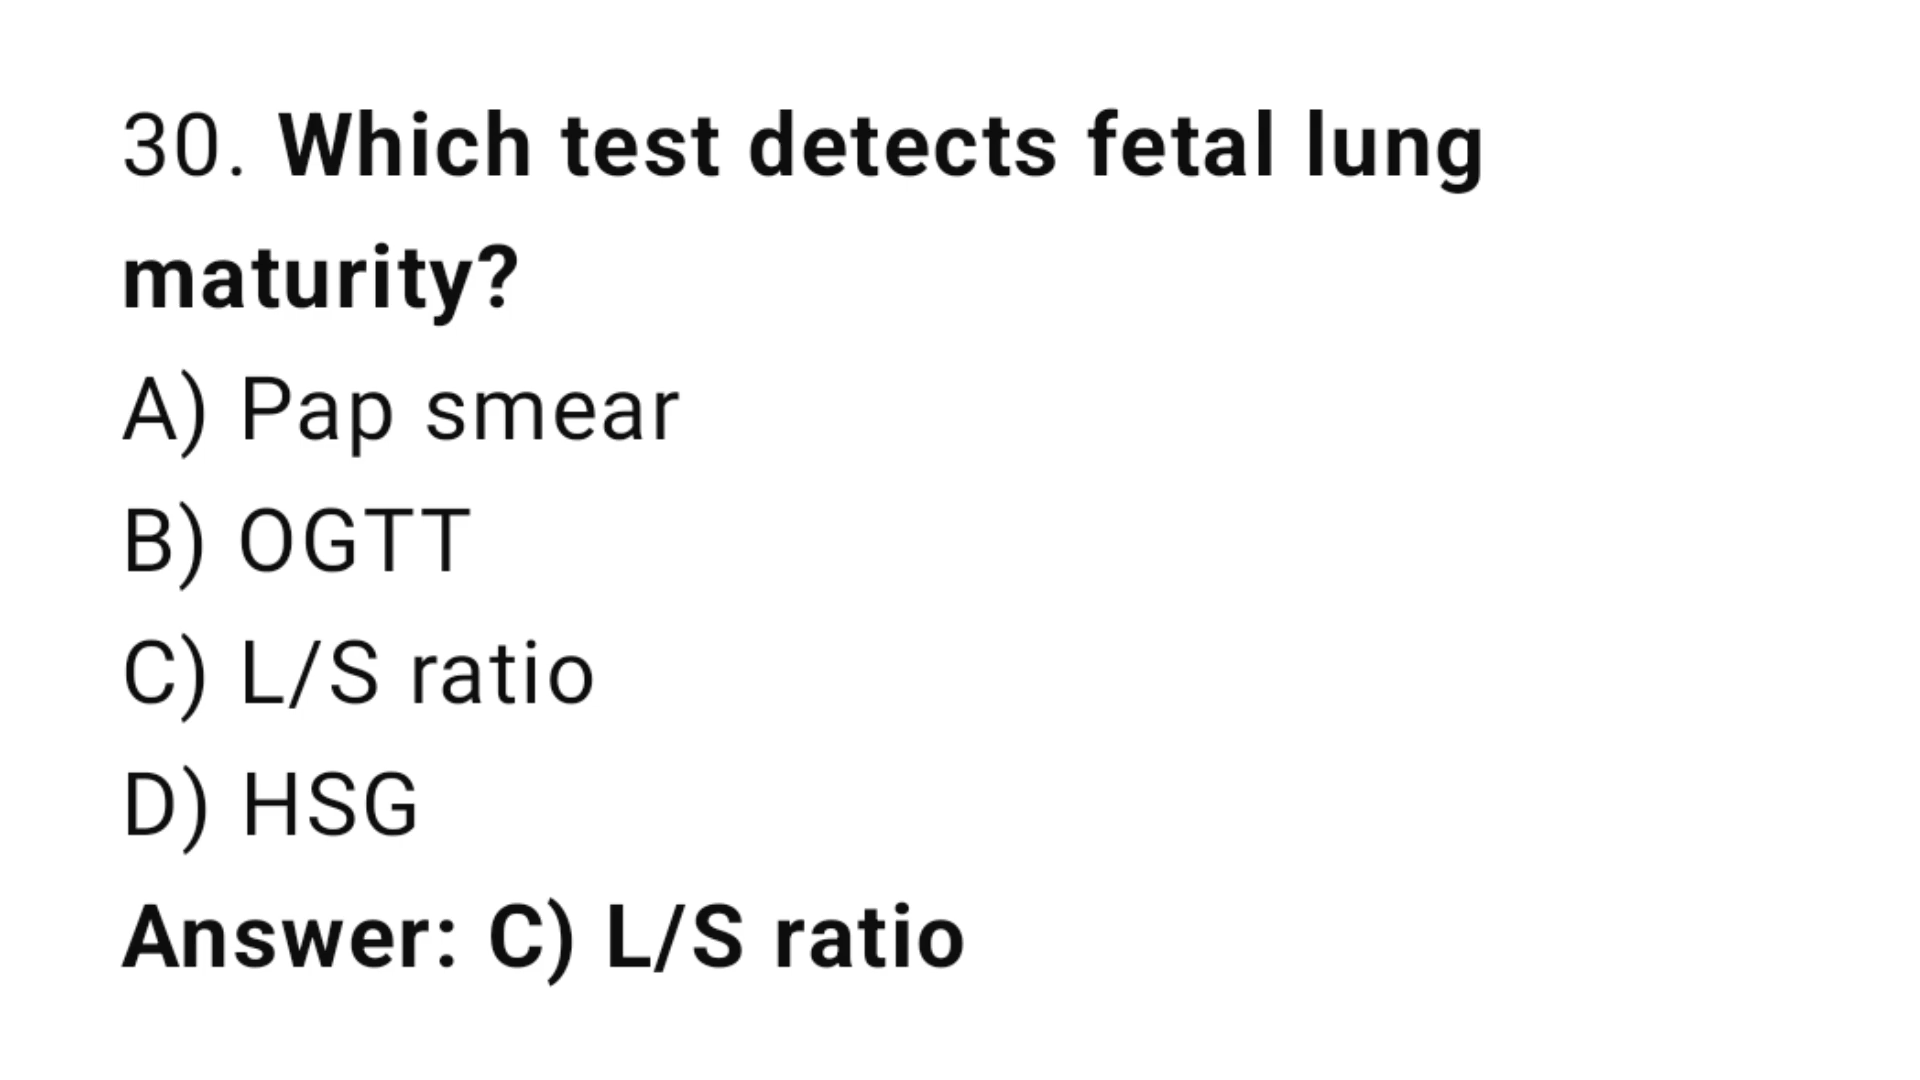 30. Which test detects fetal lung
maturity?
A) Pap smear
B) OGTT
C) L/S ratio
D) HSG
Answer: C) L/S ratio